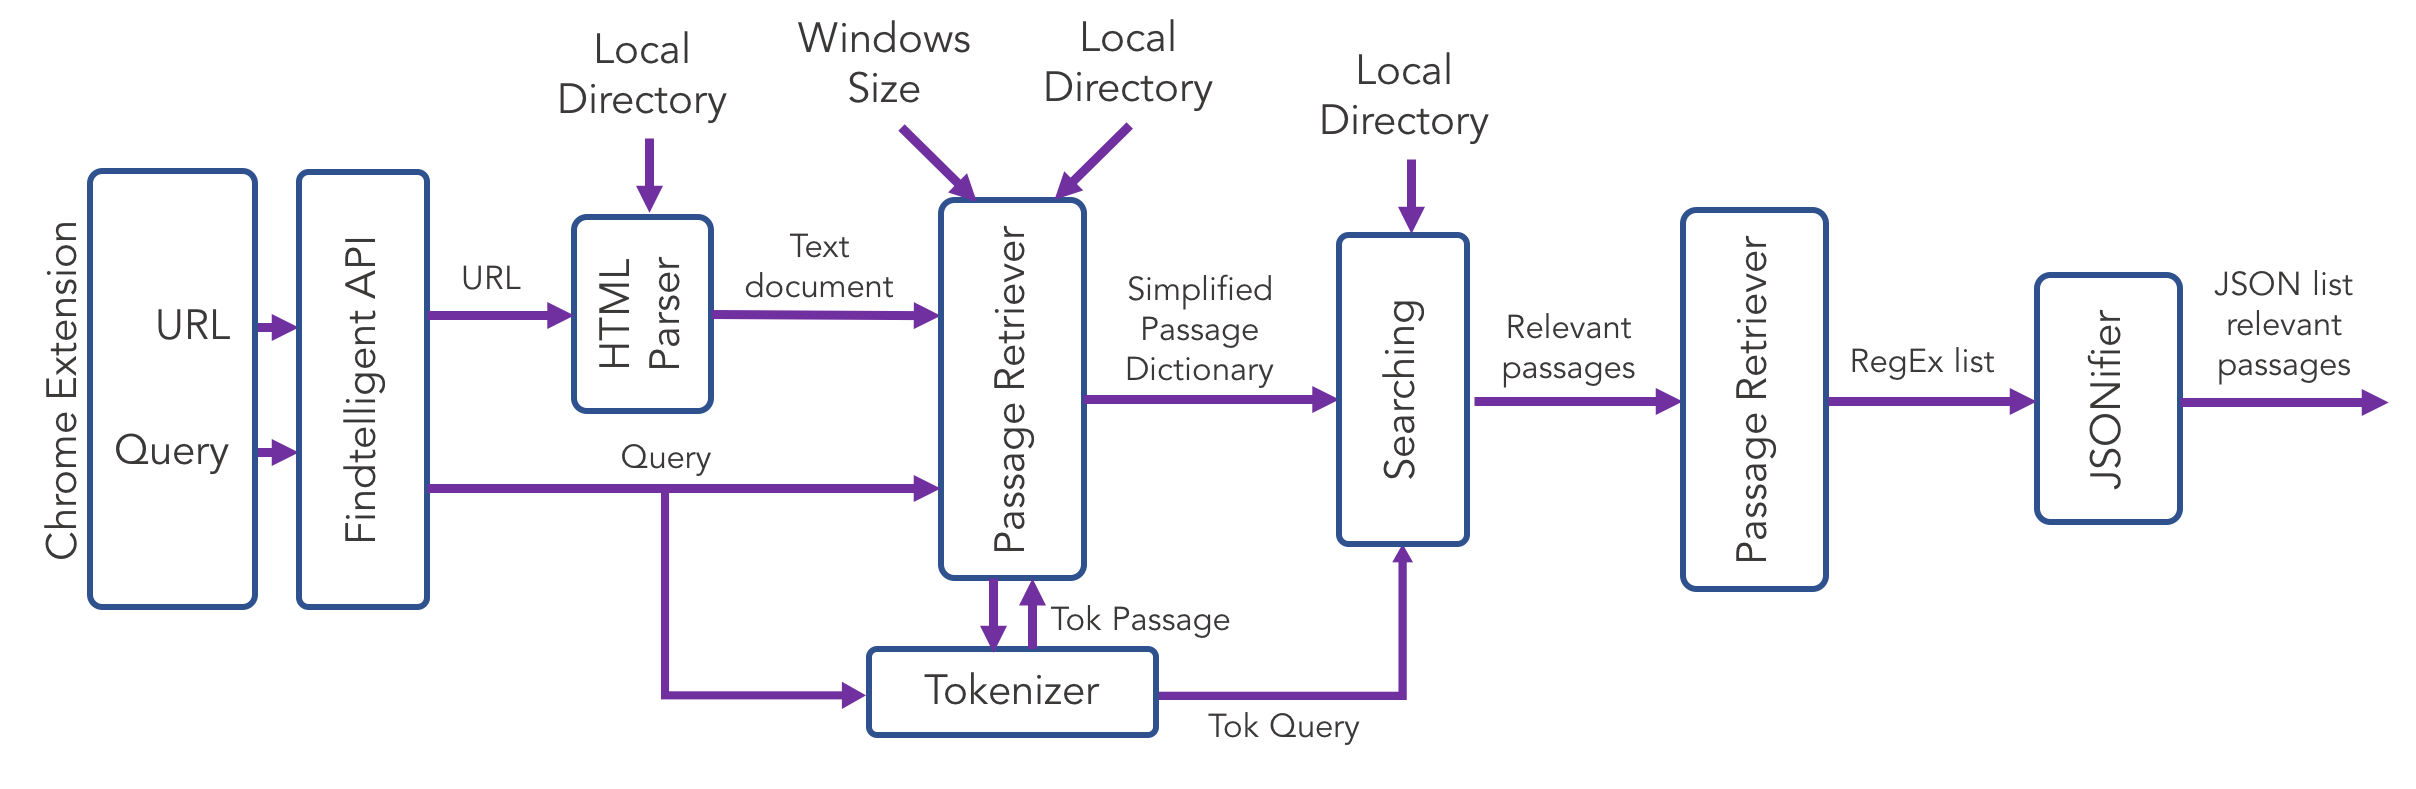 Chrome Extension
URL
Query
Findtelligent API
URL
Query
Local
Directory
HTML
Parser
Text
document
Windows
Size
Local
Directory
Passage Retriever
Tok Passage
Tokenizer
Tok Query
Simplified
Passage
Dictionary
Local
Directory
Searching
Relevant
passages
Passage Retriever
RegEx list
JSONifier
JSON list
relevant
passages